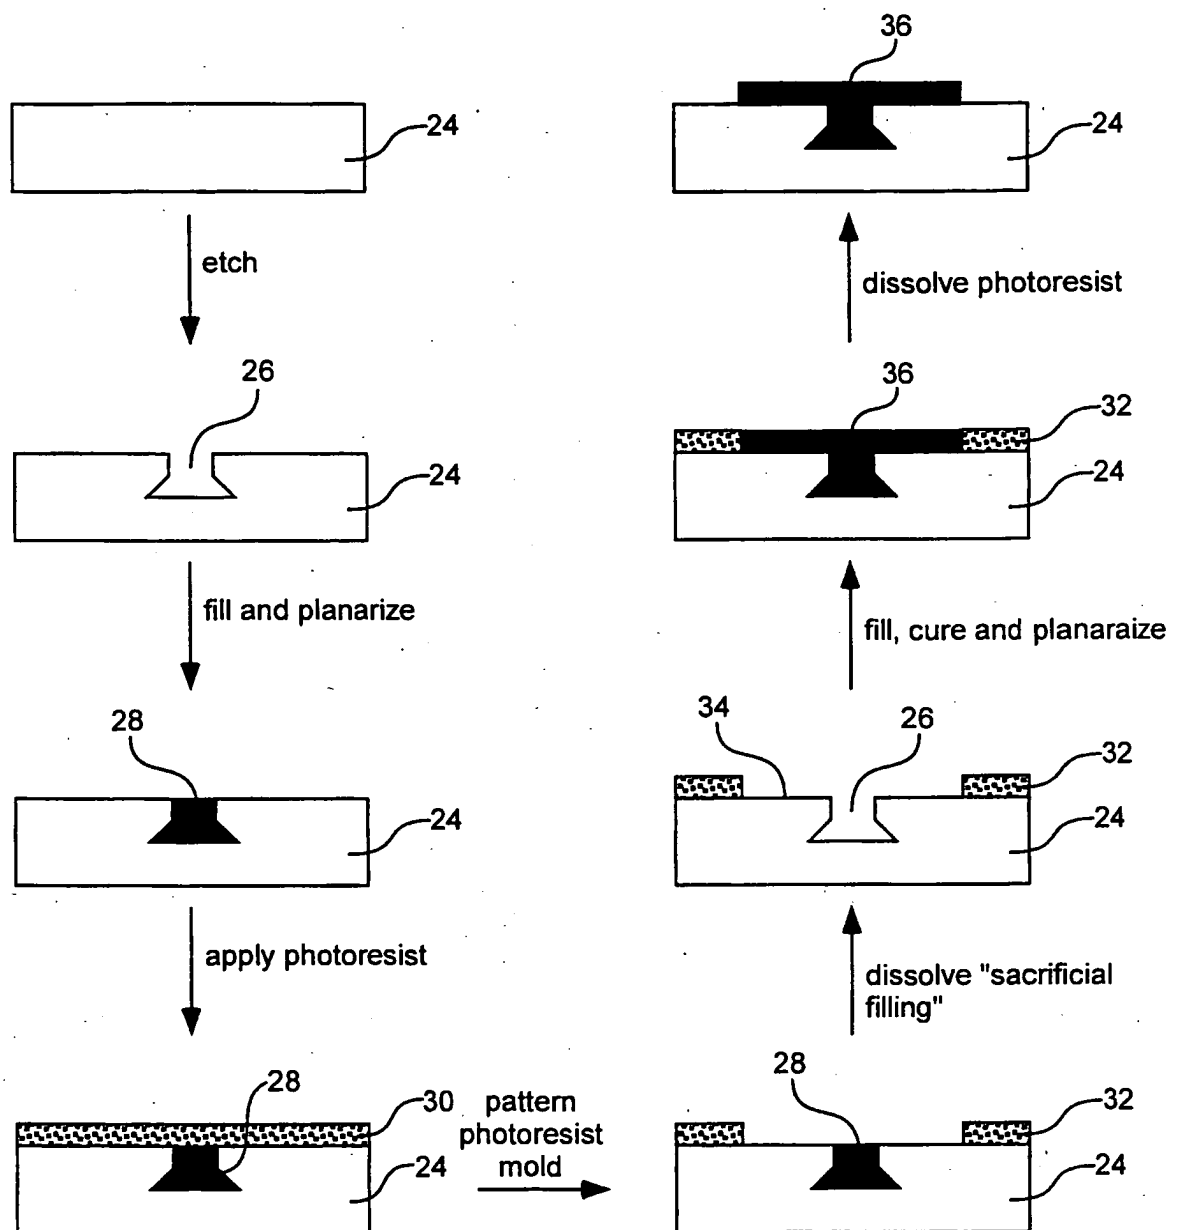 24
etch
26
24
fill and planarize
28
24
apply photoresist
28
30
24
pattern
photoresist
mold
28
32
24
dissolve "sacrificial
filling"
34
26
32
24
fill, cure and planaraize
36
32
24
dissolve photoresist
36
24